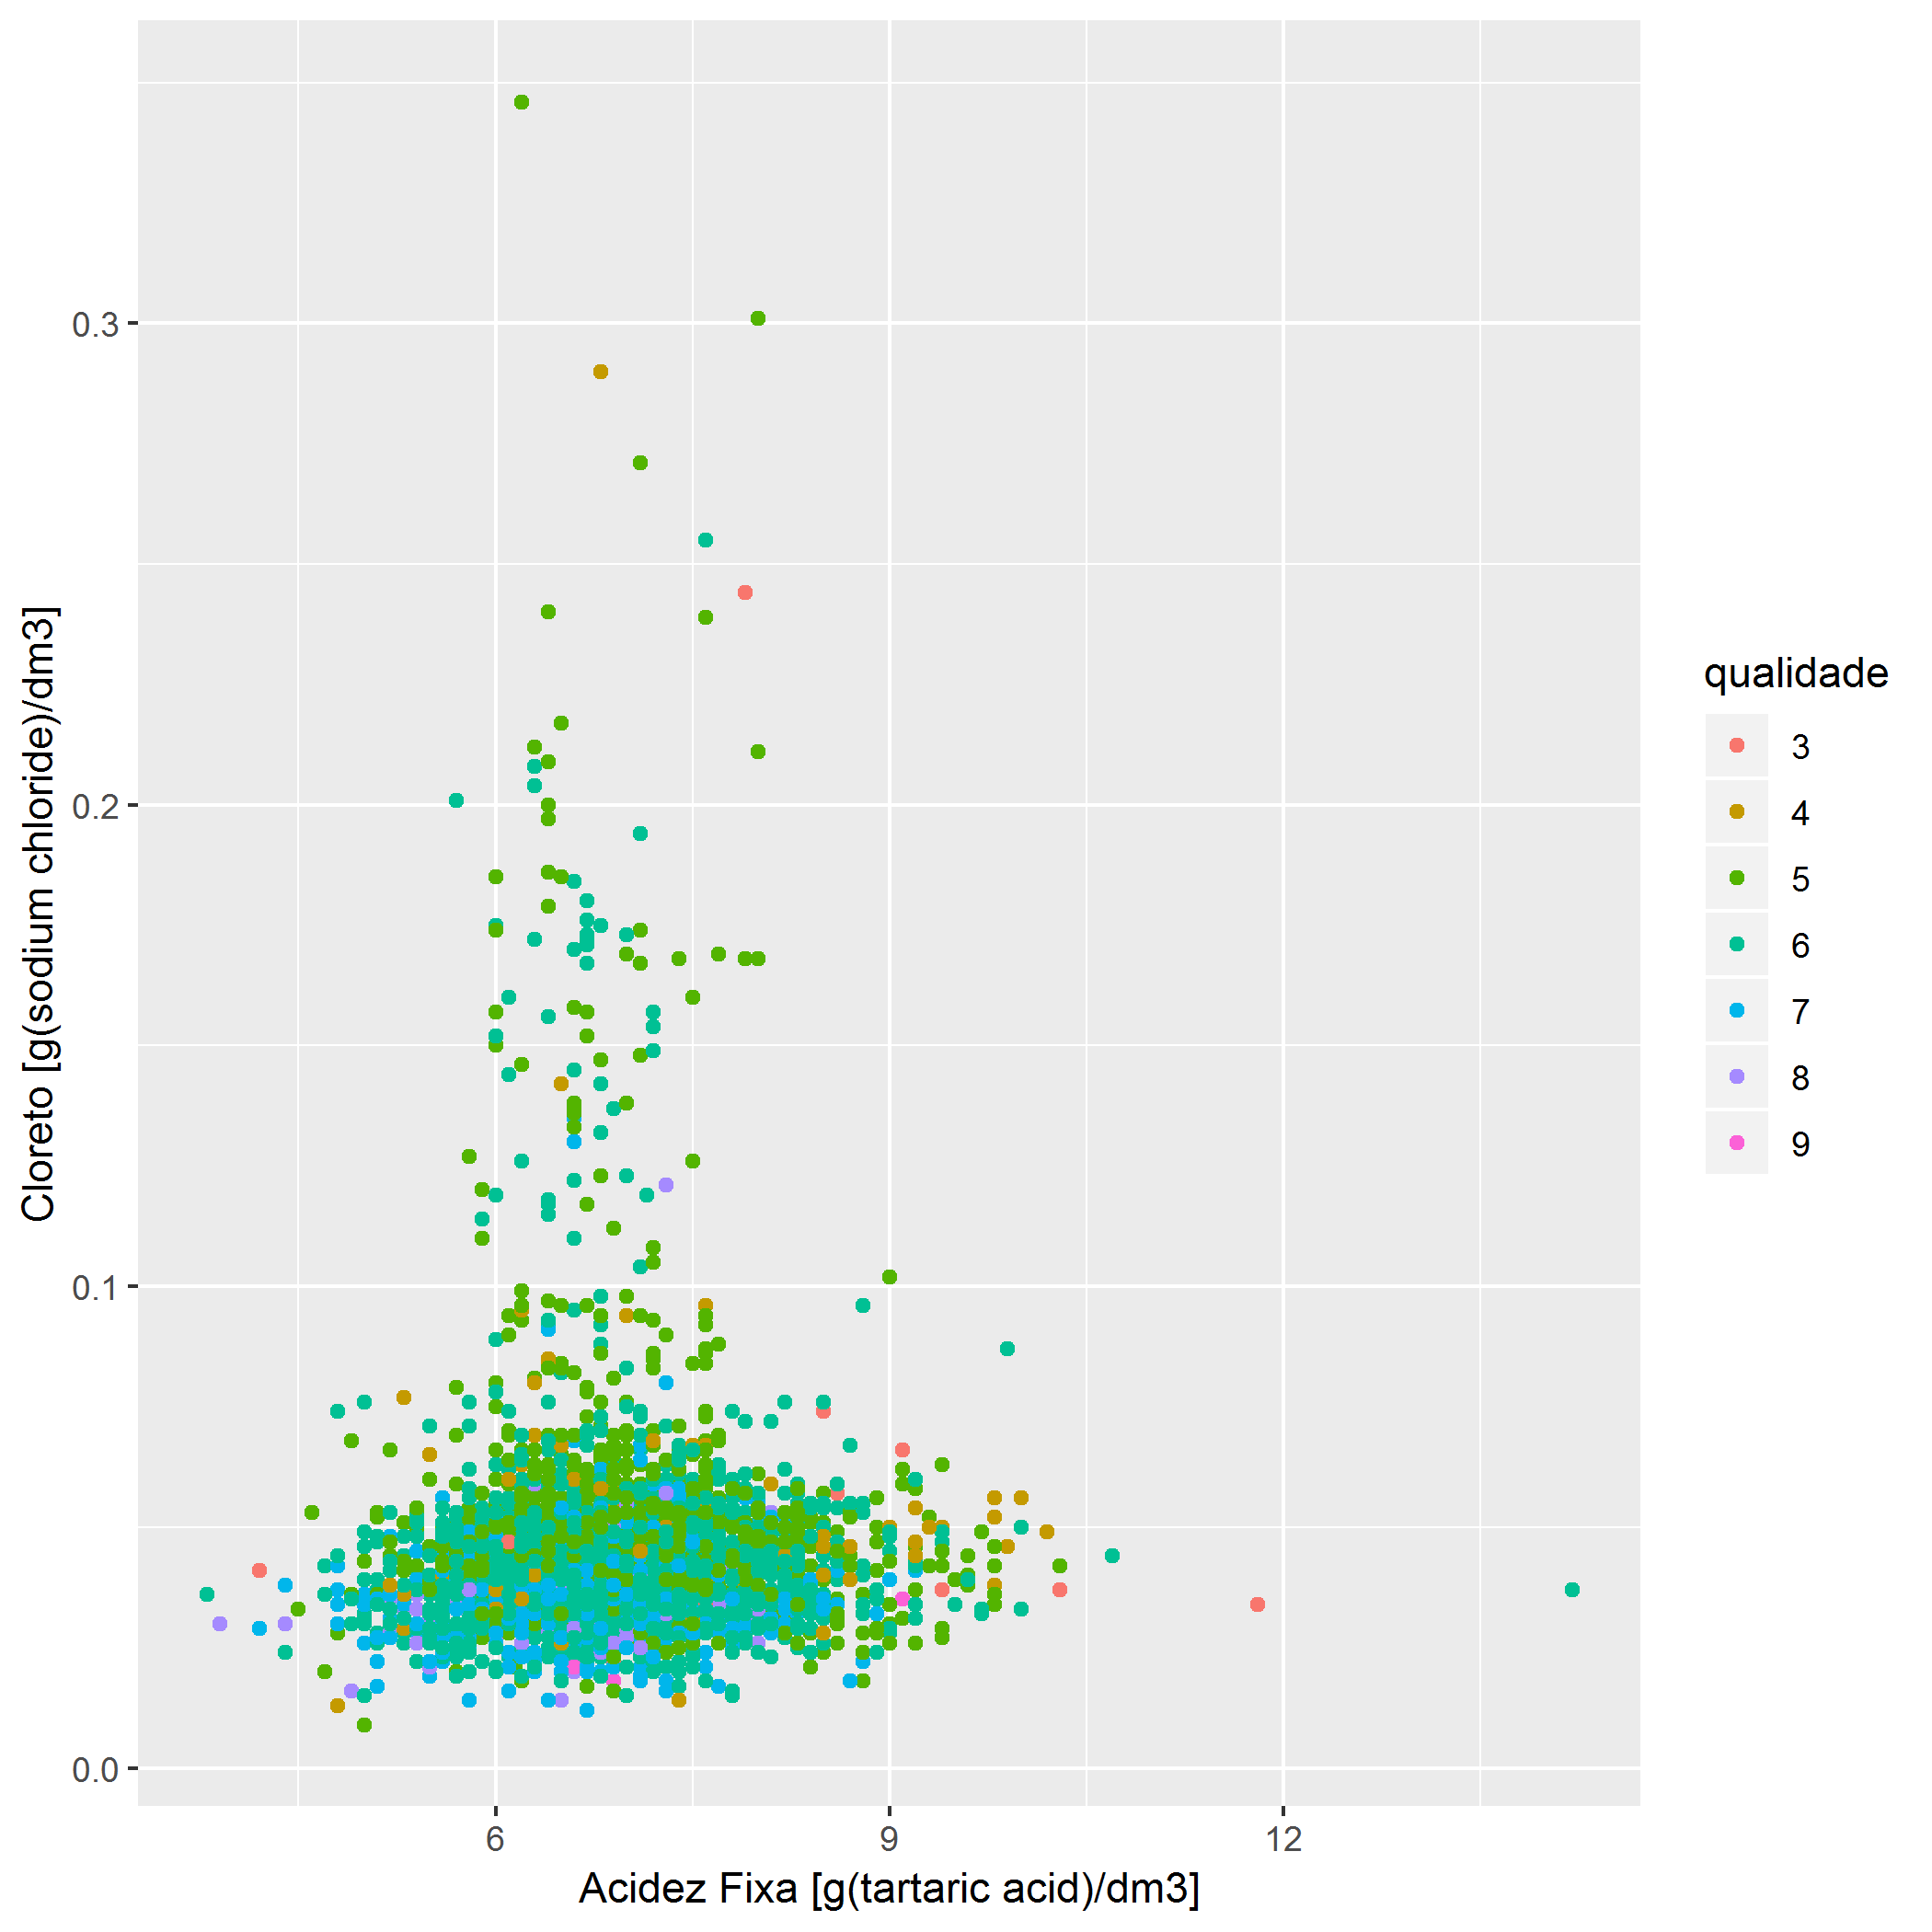 Cloreto [g(sodium chloride)/dm3]
0.3
0.2
0.1
0.0
6 9 12
Acidez Fixa [g(tartaric acid)/dm3]
qualidade
3
4
5
6
7
8
9